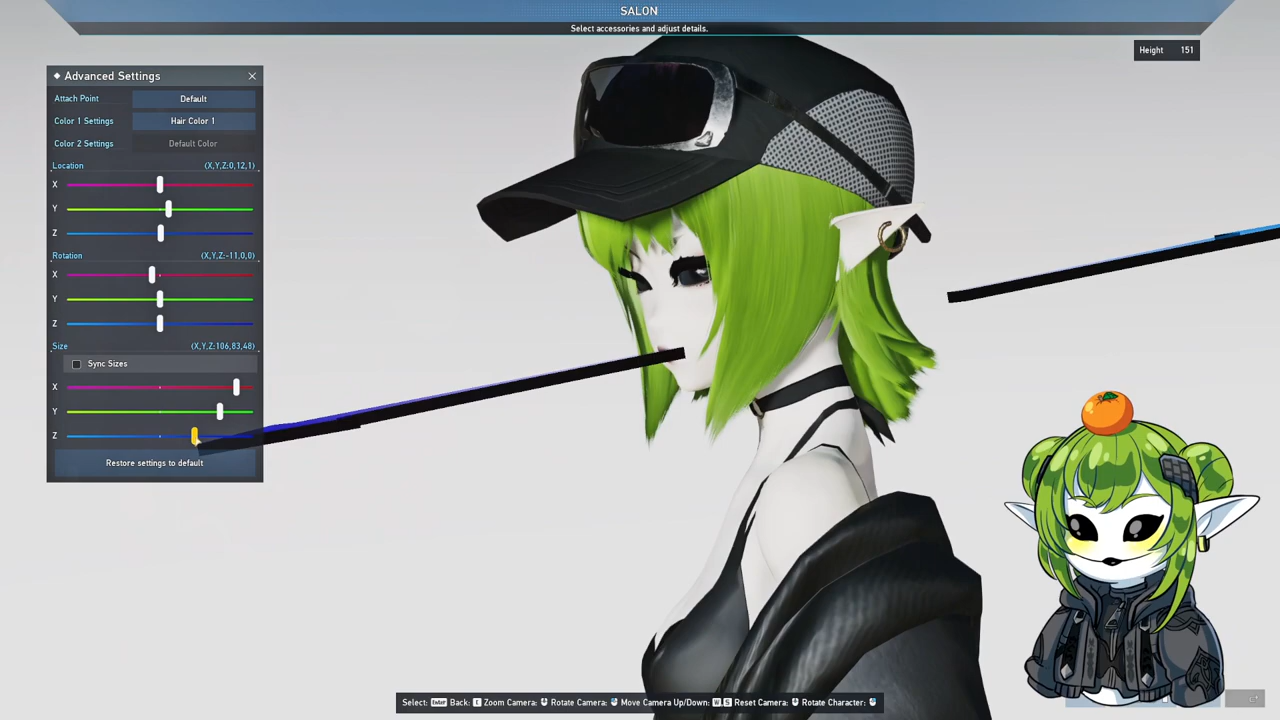 SALON
Select accessories and adjust details.
Height 151
Advanced Settings
Attach Point Default
Color 1 Settings Hair Color 1
Color 2 Settings Default Color
Location (X,Y,Z:0,12,1)
X
Y
Z
Rotation (X,Y,Z:-11,0,0)
X
Y
Z
Size (X,Y,Z:106,83,48)
Sync Sizes
X
Y
Z
Restore settings to default
Select: Enter Back: E Zoom Camera: Rotate Camera: Move Camera Up/Down: W,S Reset Camera: Rotate Character: